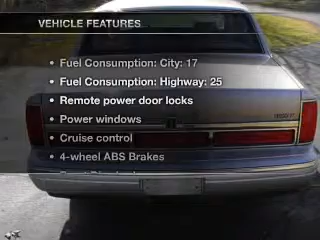 VEHICLE FEATURES
• Fuel Consumption: City: 17
• Fuel Consumption: Highway: 25
• Remote power door locks
• Power windows
• Cruise control
• 4-wheel ABS Brakes